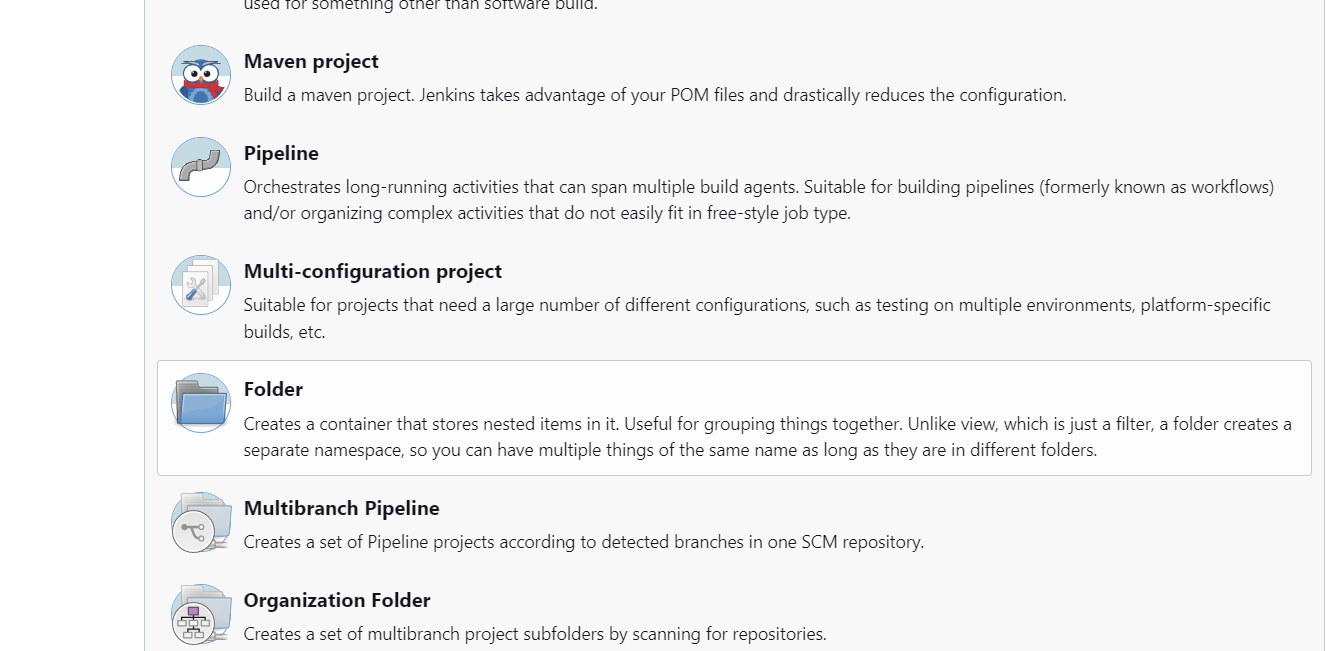 used for something other than software build.
Maven project
Build a maven project. Jenkins takes advantage of your POM files and drastically reduces the configuration.
Pipeline
Orchestrates long-running activities that can span multiple build agents. Suitable for building pipelines (formerly known as workflows)
and/or organizing complex activities that do not easily fit in free-style job type.
Multi-configuration project
Suitable for projects that need a large number of different configurations, such as testing on multiple environments, platform-specific
builds, etc.
Folder
Creates a container that stores nested items in it. Useful for grouping things together. Unlike view, which is just a filter, a folder creates a
separate namespace, so you can have multiple things of the same name as long as they are in different folders.
Multibranch Pipeline
Creates a set of Pipeline projects according to detected branches in one SCM repository.
Organization Folder
Creates a set of multibranch project subfolders by scanning for repositories.